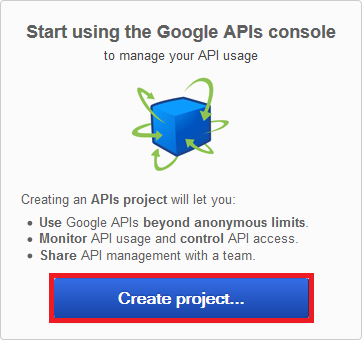 Start using the Google APIs console
to manage your API usage
Creating an APIs project will let you:
• Use Google APIs beyond anonymous limits.
• Monitor API usage and control API access.
• Share API management with a team.
Create project...